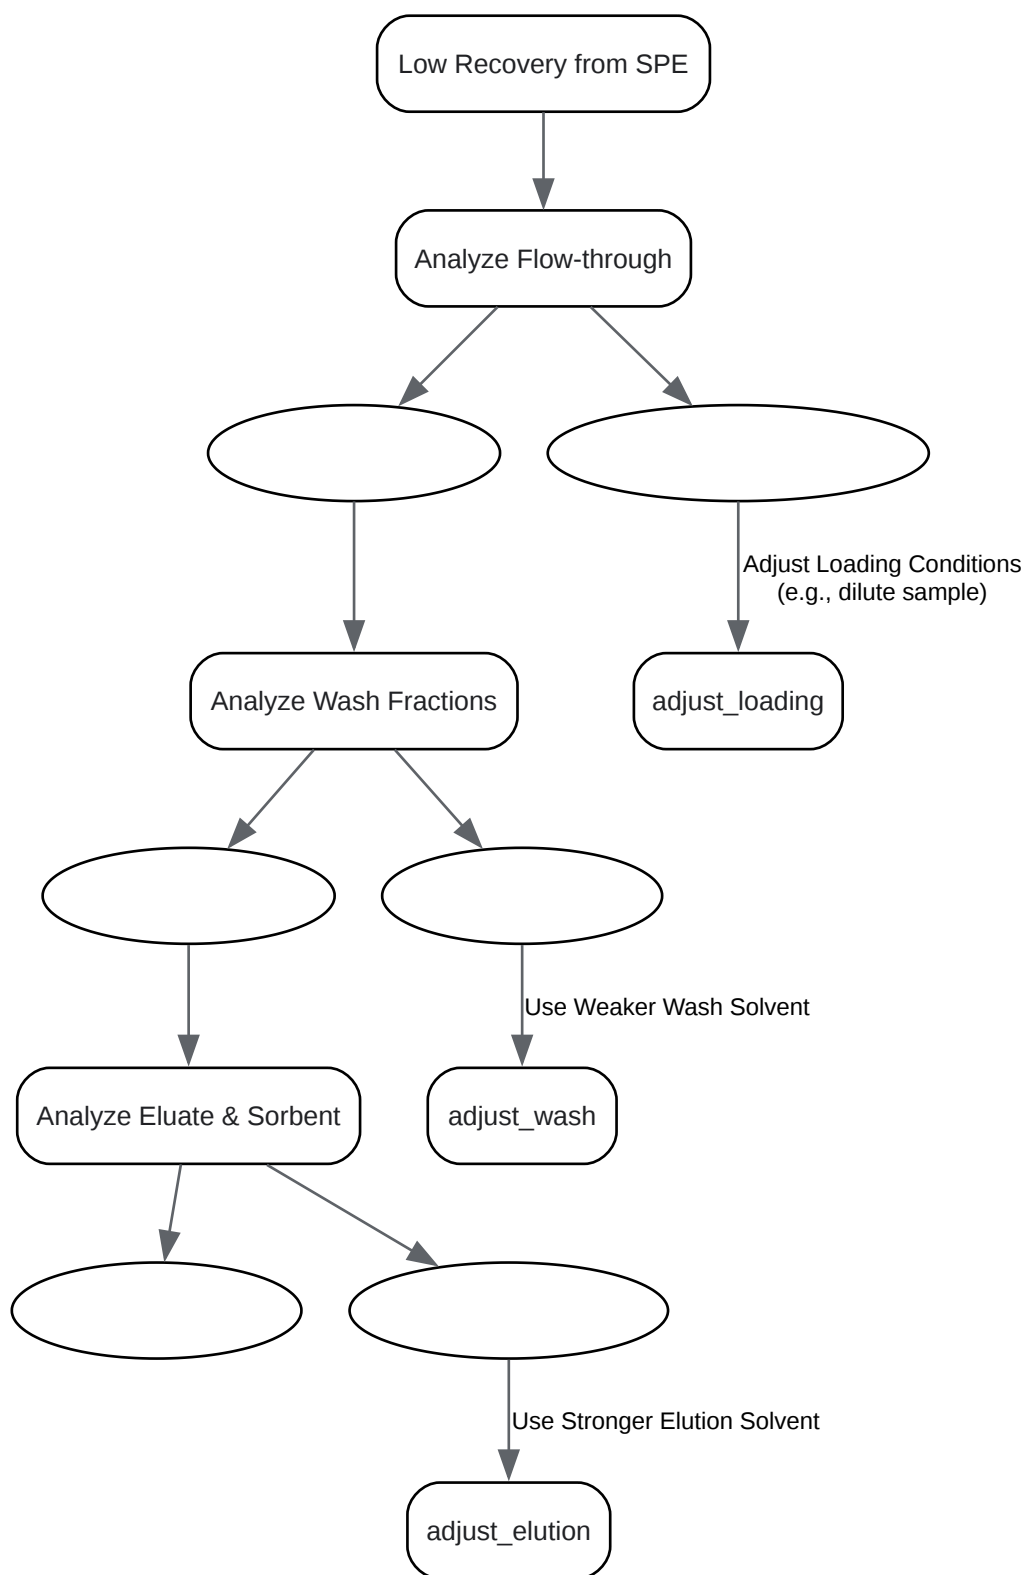 Low Recovery from SPE
Analyze Flow-through
Adjust Loading Conditions
(e.g., dilute sample)
Analyze Wash Fractions
adjust_loading
Use Weaker Wash Solvent
Analyze Eluate & Sorbent
adjust_wash
Use Stronger Elution Solvent
adjust_elution